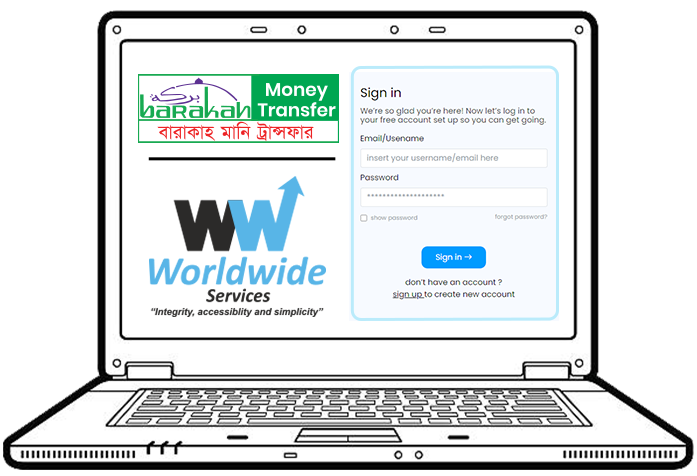 بركة
baRakah
Money
Transfer
বারাকাহ মানি ট্রান্সফার
WW
Worldwide
Services
“Integrity, accessiblity and simplicity”
Sign in
We're so glad you're here! Now let's log in to
your free account set up so you can get going.
Email/Usename
insert your username/email here
Password
********************
show password
forgot password?
Sign in →
don't have an account ?
sign up to create new account